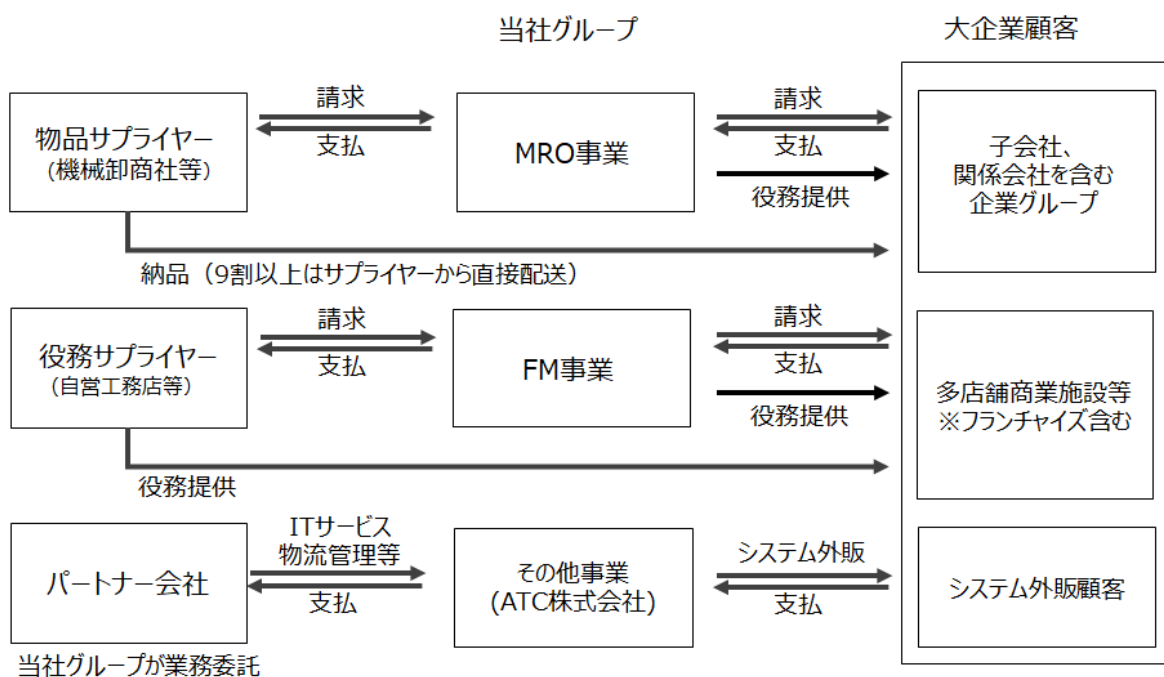 当社グループ
大企業顧客
物品サプライヤー
（機械卸商社等）
請求
支払
MRO事業
請求
支払
役務提供
子会社、
関係会社を含む
企業グループ
納品（9割以上はサプライヤーから直接配送）
役務サプライヤー
（自営工務店等）
請求
支払
FM事業
請求
支払
役務提供
多店舗商業施設等
※フランチャイズ含む
役務提供
パートナー会社
ITサービス
物流管理等
支払
その他事業
(ATC株式会社)
システム外販
支払
システム外販顧客
当社グループが業務委託